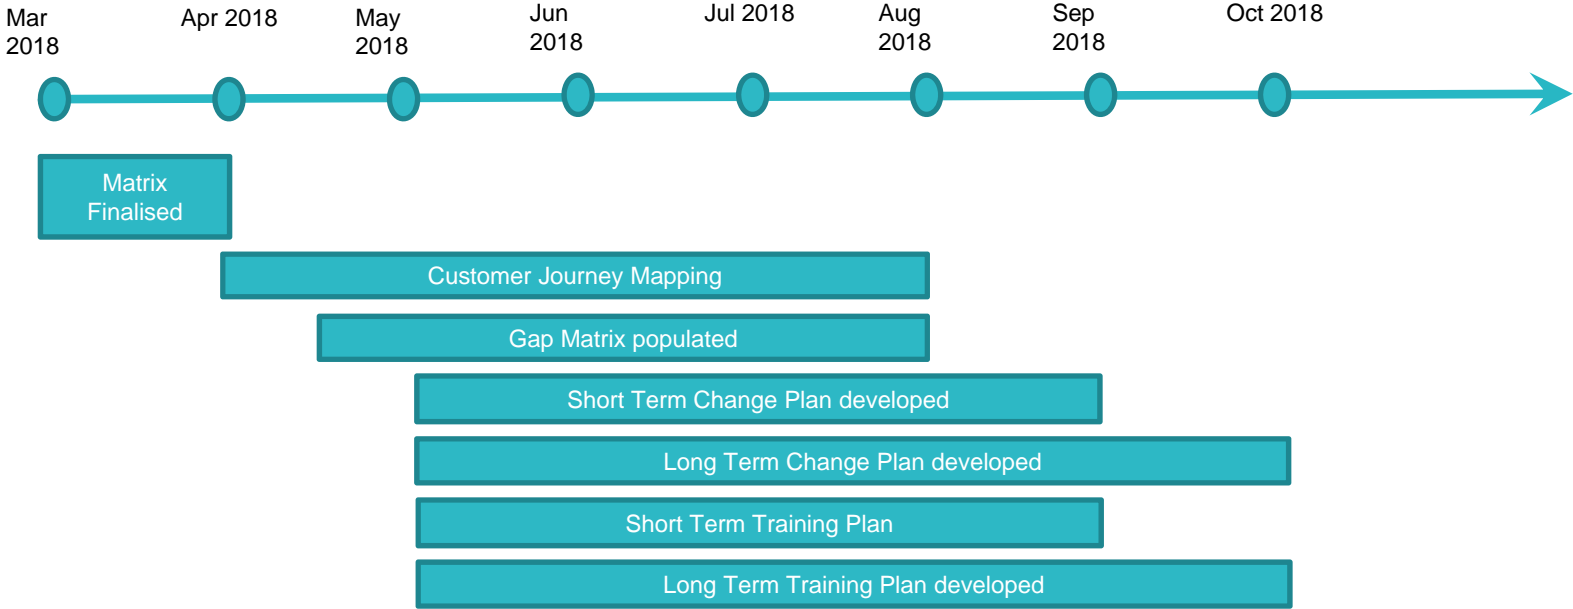 Mar
2018
Apr 2018
May
2018
Jun
2018
Jul 2018
Aug
2018
Sep
2018
Oct 2018
Matrix
Finalised
Customer Journey Mapping
Gap Matrix populated
Short Term Change Plan developed
Long Term Change Plan developed
Short Term Training Plan
Long Term Training Plan developed